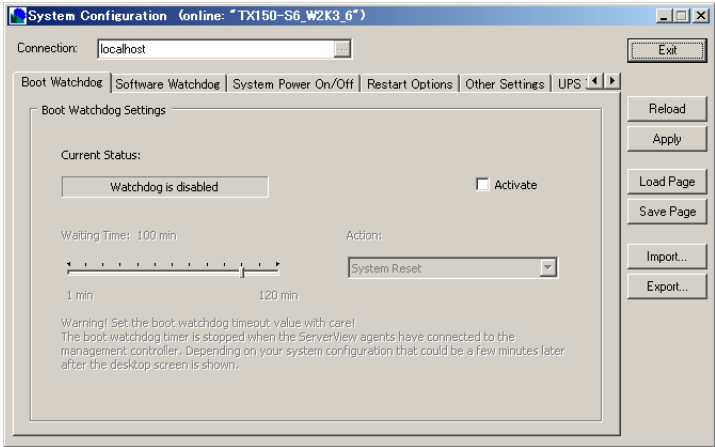 System Configuration (online: "TX150-S6_W2K3_6")
Connection: localhost ...
Exit
Boot Watchdog Software Watchdog System Power On/Off Restart Options Other Settings UPS
Boot Watchdog Settings
Reload
Apply
Current Status:
Watchdog is disabled
Activate
Load Page
Save Page
Waiting Time: 100 min
Action:
System Reset
Import...
Export...
1 min
120 min
Warning! Set the boot watchdog timeout value with care!
The boot watchdog timer is stopped when the ServerView agents have connected to the
management controller. Depending on your system configuration that could be a few minutes later
after the desktop screen is shown.